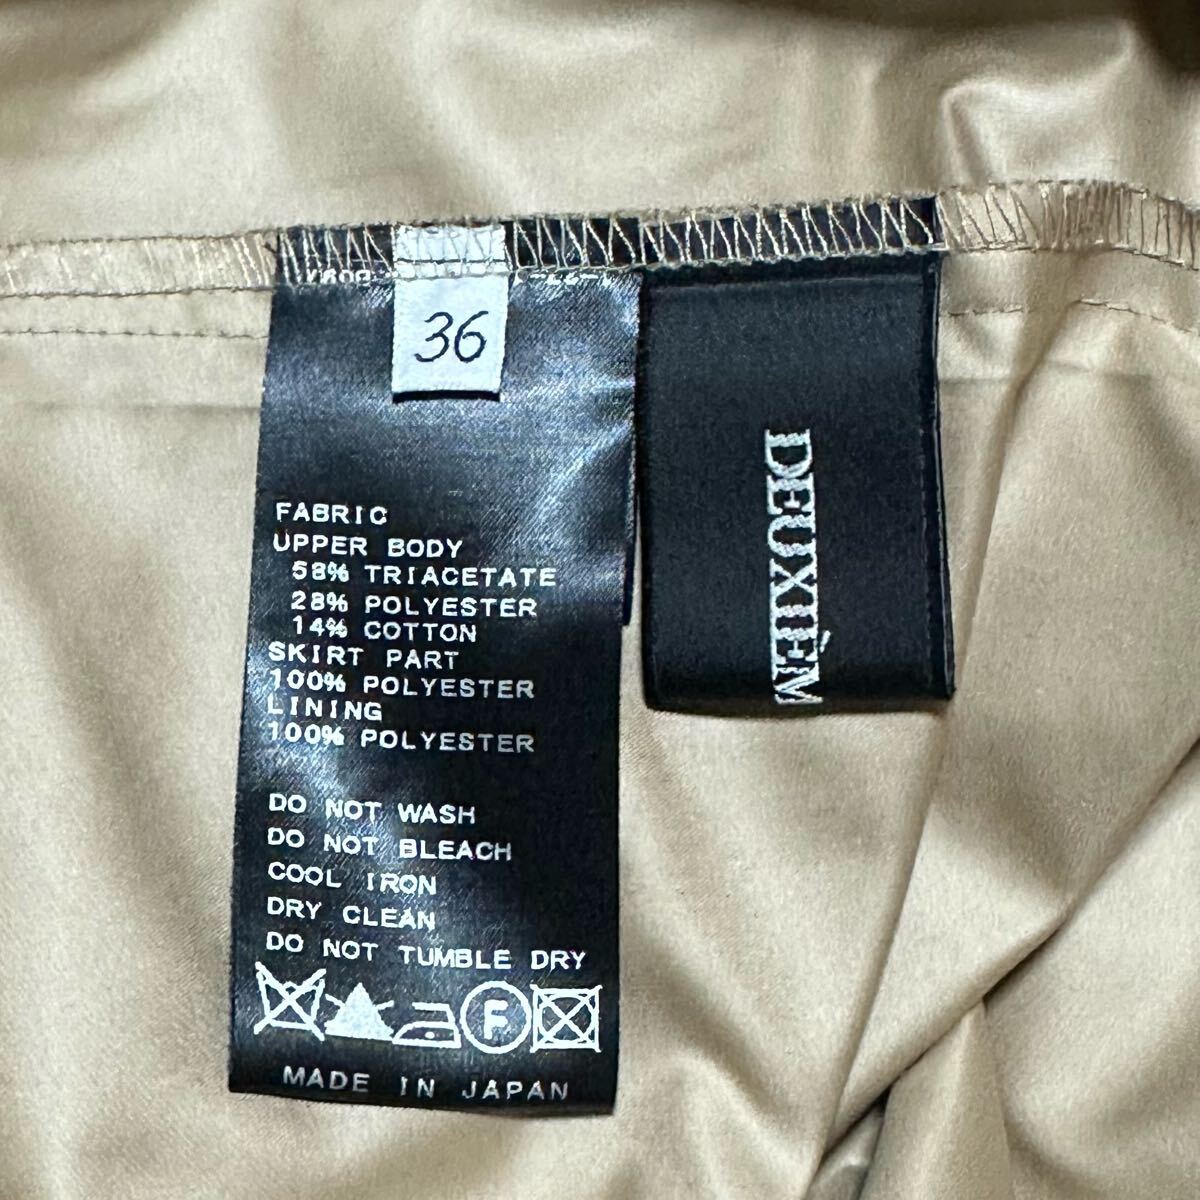 36
FABRIC
UPPER BODY
58% TRIACETATE
28% POLYESTER
14% COTTON
SKIRT PART
100% POLYESTER
LINING
100% POLYESTER
DO NOT WASH
DO NOT BLEACH
COOL IRON
DRY CLEAN
DO NOT TUMBLE DRY
F
MADE IN JAPAN
DEUXIÈM